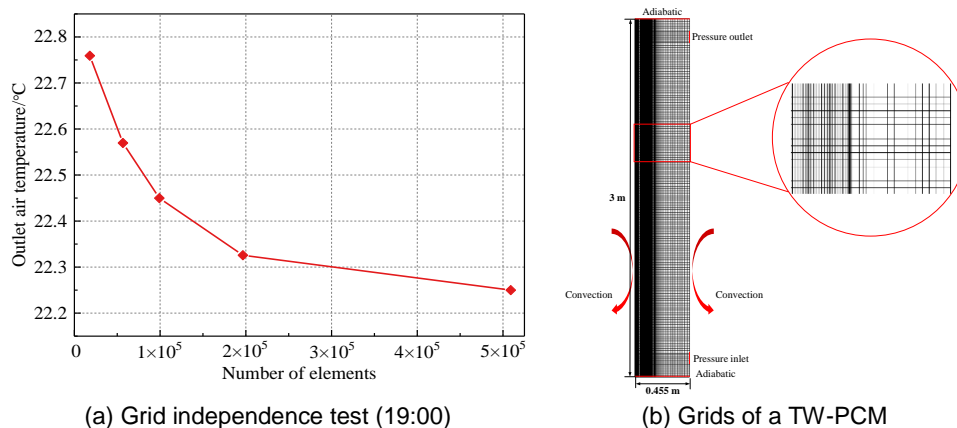 22.8
22.7
22.6
22.5
22.4
22.3
22.2
Outlet air temperature/°C
0
1×10⁵
2×10⁵
3×10⁵
4×10⁵
5×10⁵
Number of elements
(a) Grid independence test (19:00)
Adiabatic
Pressure outlet
3 m
Convection
Convection
Pressure inlet
Adiabatic
0.455 m
(b) Grids of a TW-PCM